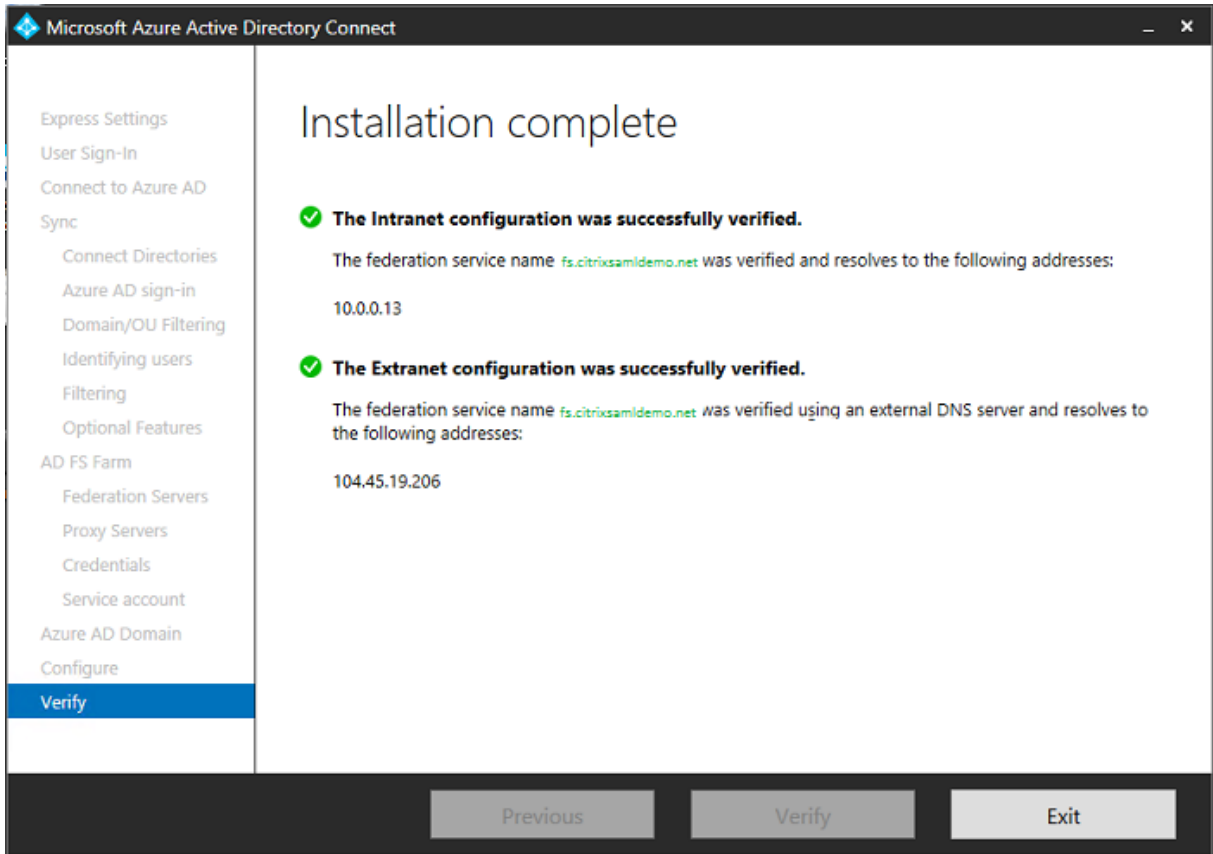 Microsoft Azure Active Directory Connect
Express Settings
User Sign-In
Connect to Azure AD
Sync
Connect Directories
Azure AD sign-in
Domain/OU Filtering
Identifying users
Filtering
Optional Features
AD FS Farm
Federation Servers
Proxy Servers
Credentials
Service account
Azure AD Domain
Configure
Verify
Installation complete
The Intranet configuration was successfully verified.
The federation service name fs.citrixsamldemo.net was verified and resolves to the following addresses:
10.0.0.13
The Extranet configuration was successfully verified.
The federation service name fs.citrixsamldemo.net was verified using an external DNS server and resolves to
the following addresses:
104.45.19.206
Previous
Verify
Exit